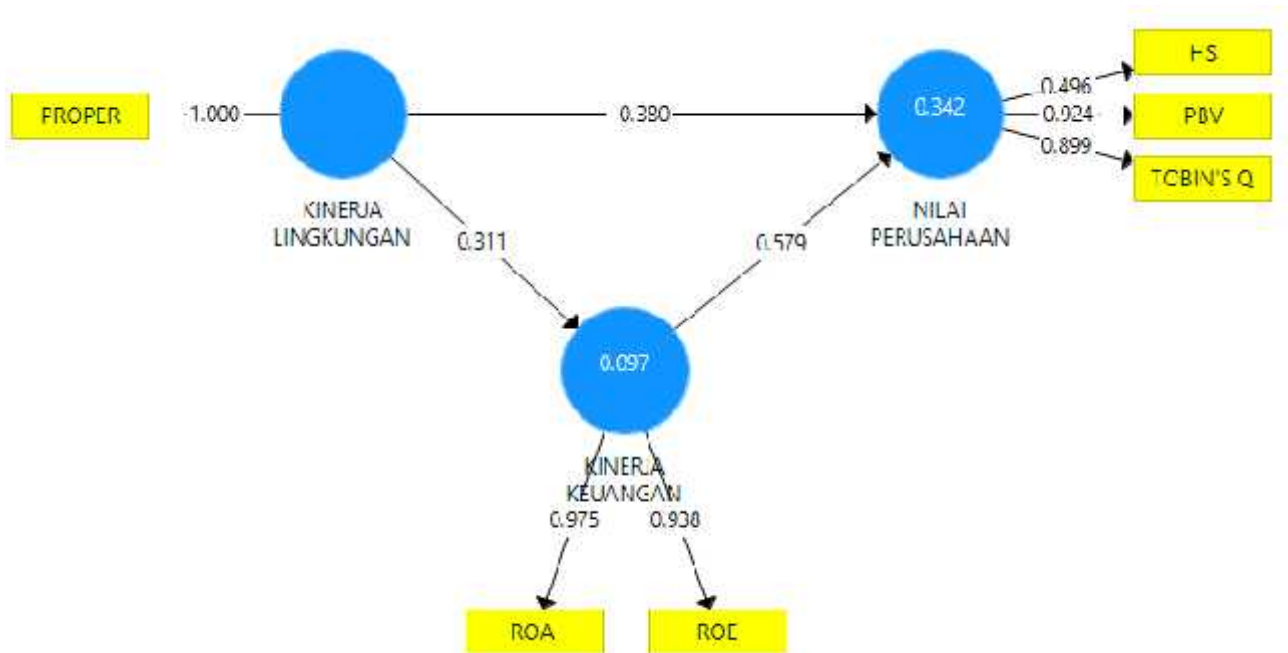 HS
0.496
PROPER
1.000
0.380
0.342
0.924
PBV
0.899
TOBIN'S Q
KINERJA
LINGKUNGAN
NILAI
PERUSAHAAN
0.311
0.579
0.097
KINERJA
KEUANGAN
0.975
0.938
ROA
ROE